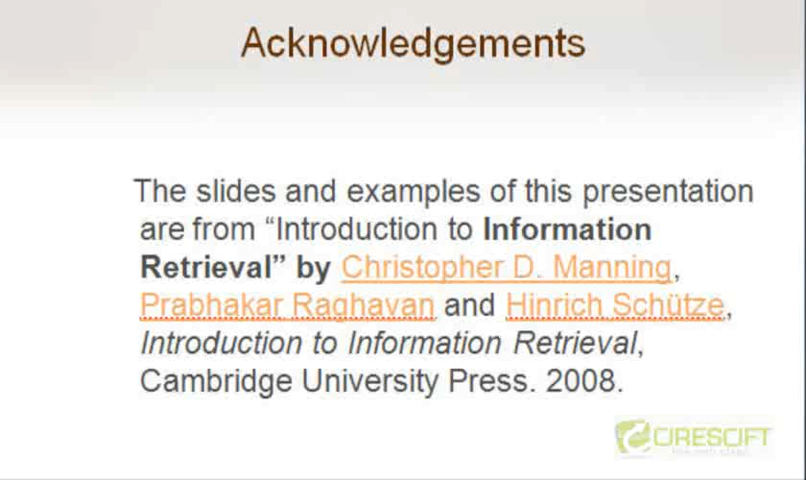 Acknowledgements
The slides and examples of this presentation
are from “Introduction to Information
Retrieval” by Christopher D. Manning,
Prabhakar Raghavan and Hinrich Schütze,
Introduction to Information Retrieval,
Cambridge University Press. 2008.